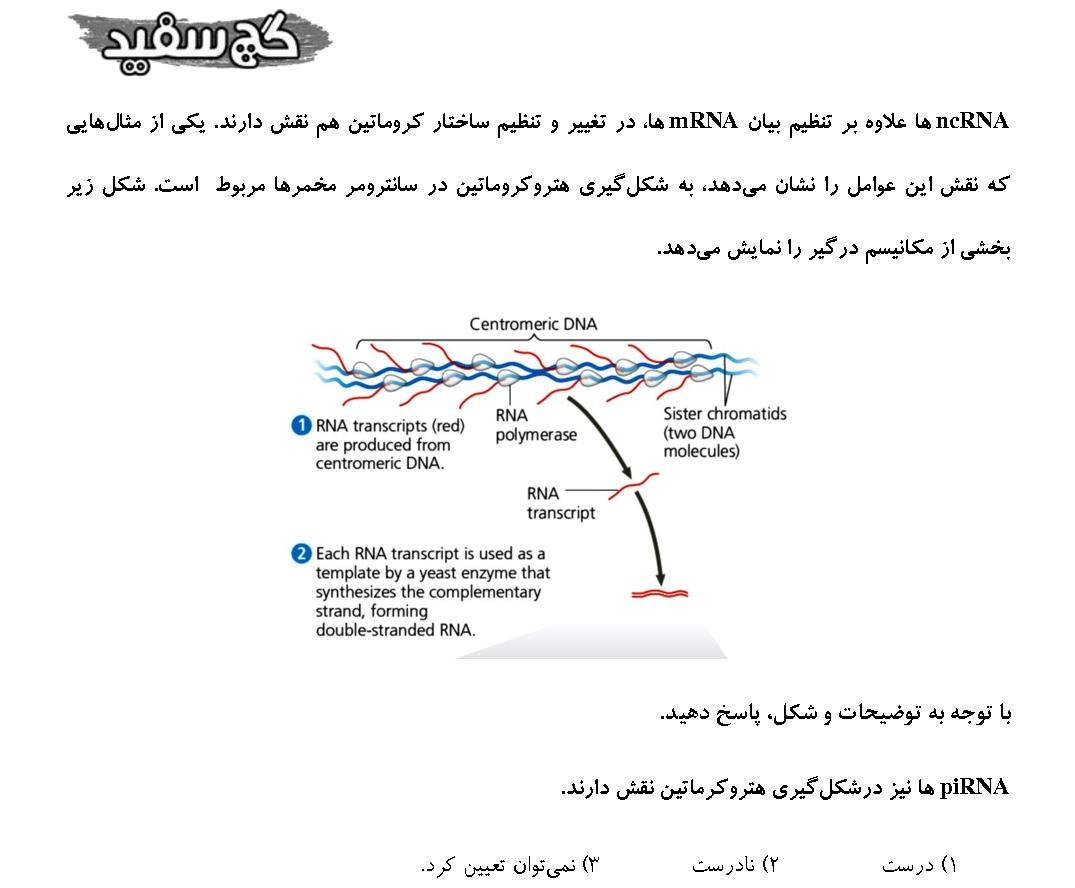 گچ سفید
ncRNA ها علاوه بر تنظیم بیان mRNA ها، در تغییر و تنظیم ساختار کروماتین هم نقش دارند. یکی از مثال‌هایی
که نقش این عوامل را نشان می‌دهد، به شکل‌گیری هتروکروماتین در سانترومر مخمرها مربوط است. شکل زیر
بخشی از مکانیسم درگیر را نمایش می‌دهد.
Centromeric DNA
1 RNA transcripts (red)
are produced from
centromeric DNA.
RNA
polymerase
Sister chromatids
(two DNA
molecules)
RNA
transcript
2 Each RNA transcript is used as a
template by a yeast enzyme that
synthesizes the complementary
strand, forming
double-stranded RNA.
با توجه به توضیحات و شکل، پاسخ دهید.
piRNA ها نیز درشکل‌گیری هتروکرماتین نقش دارند.
۱) درست ۲) نادرست ۳) نمی‌توان تعیین کرد.